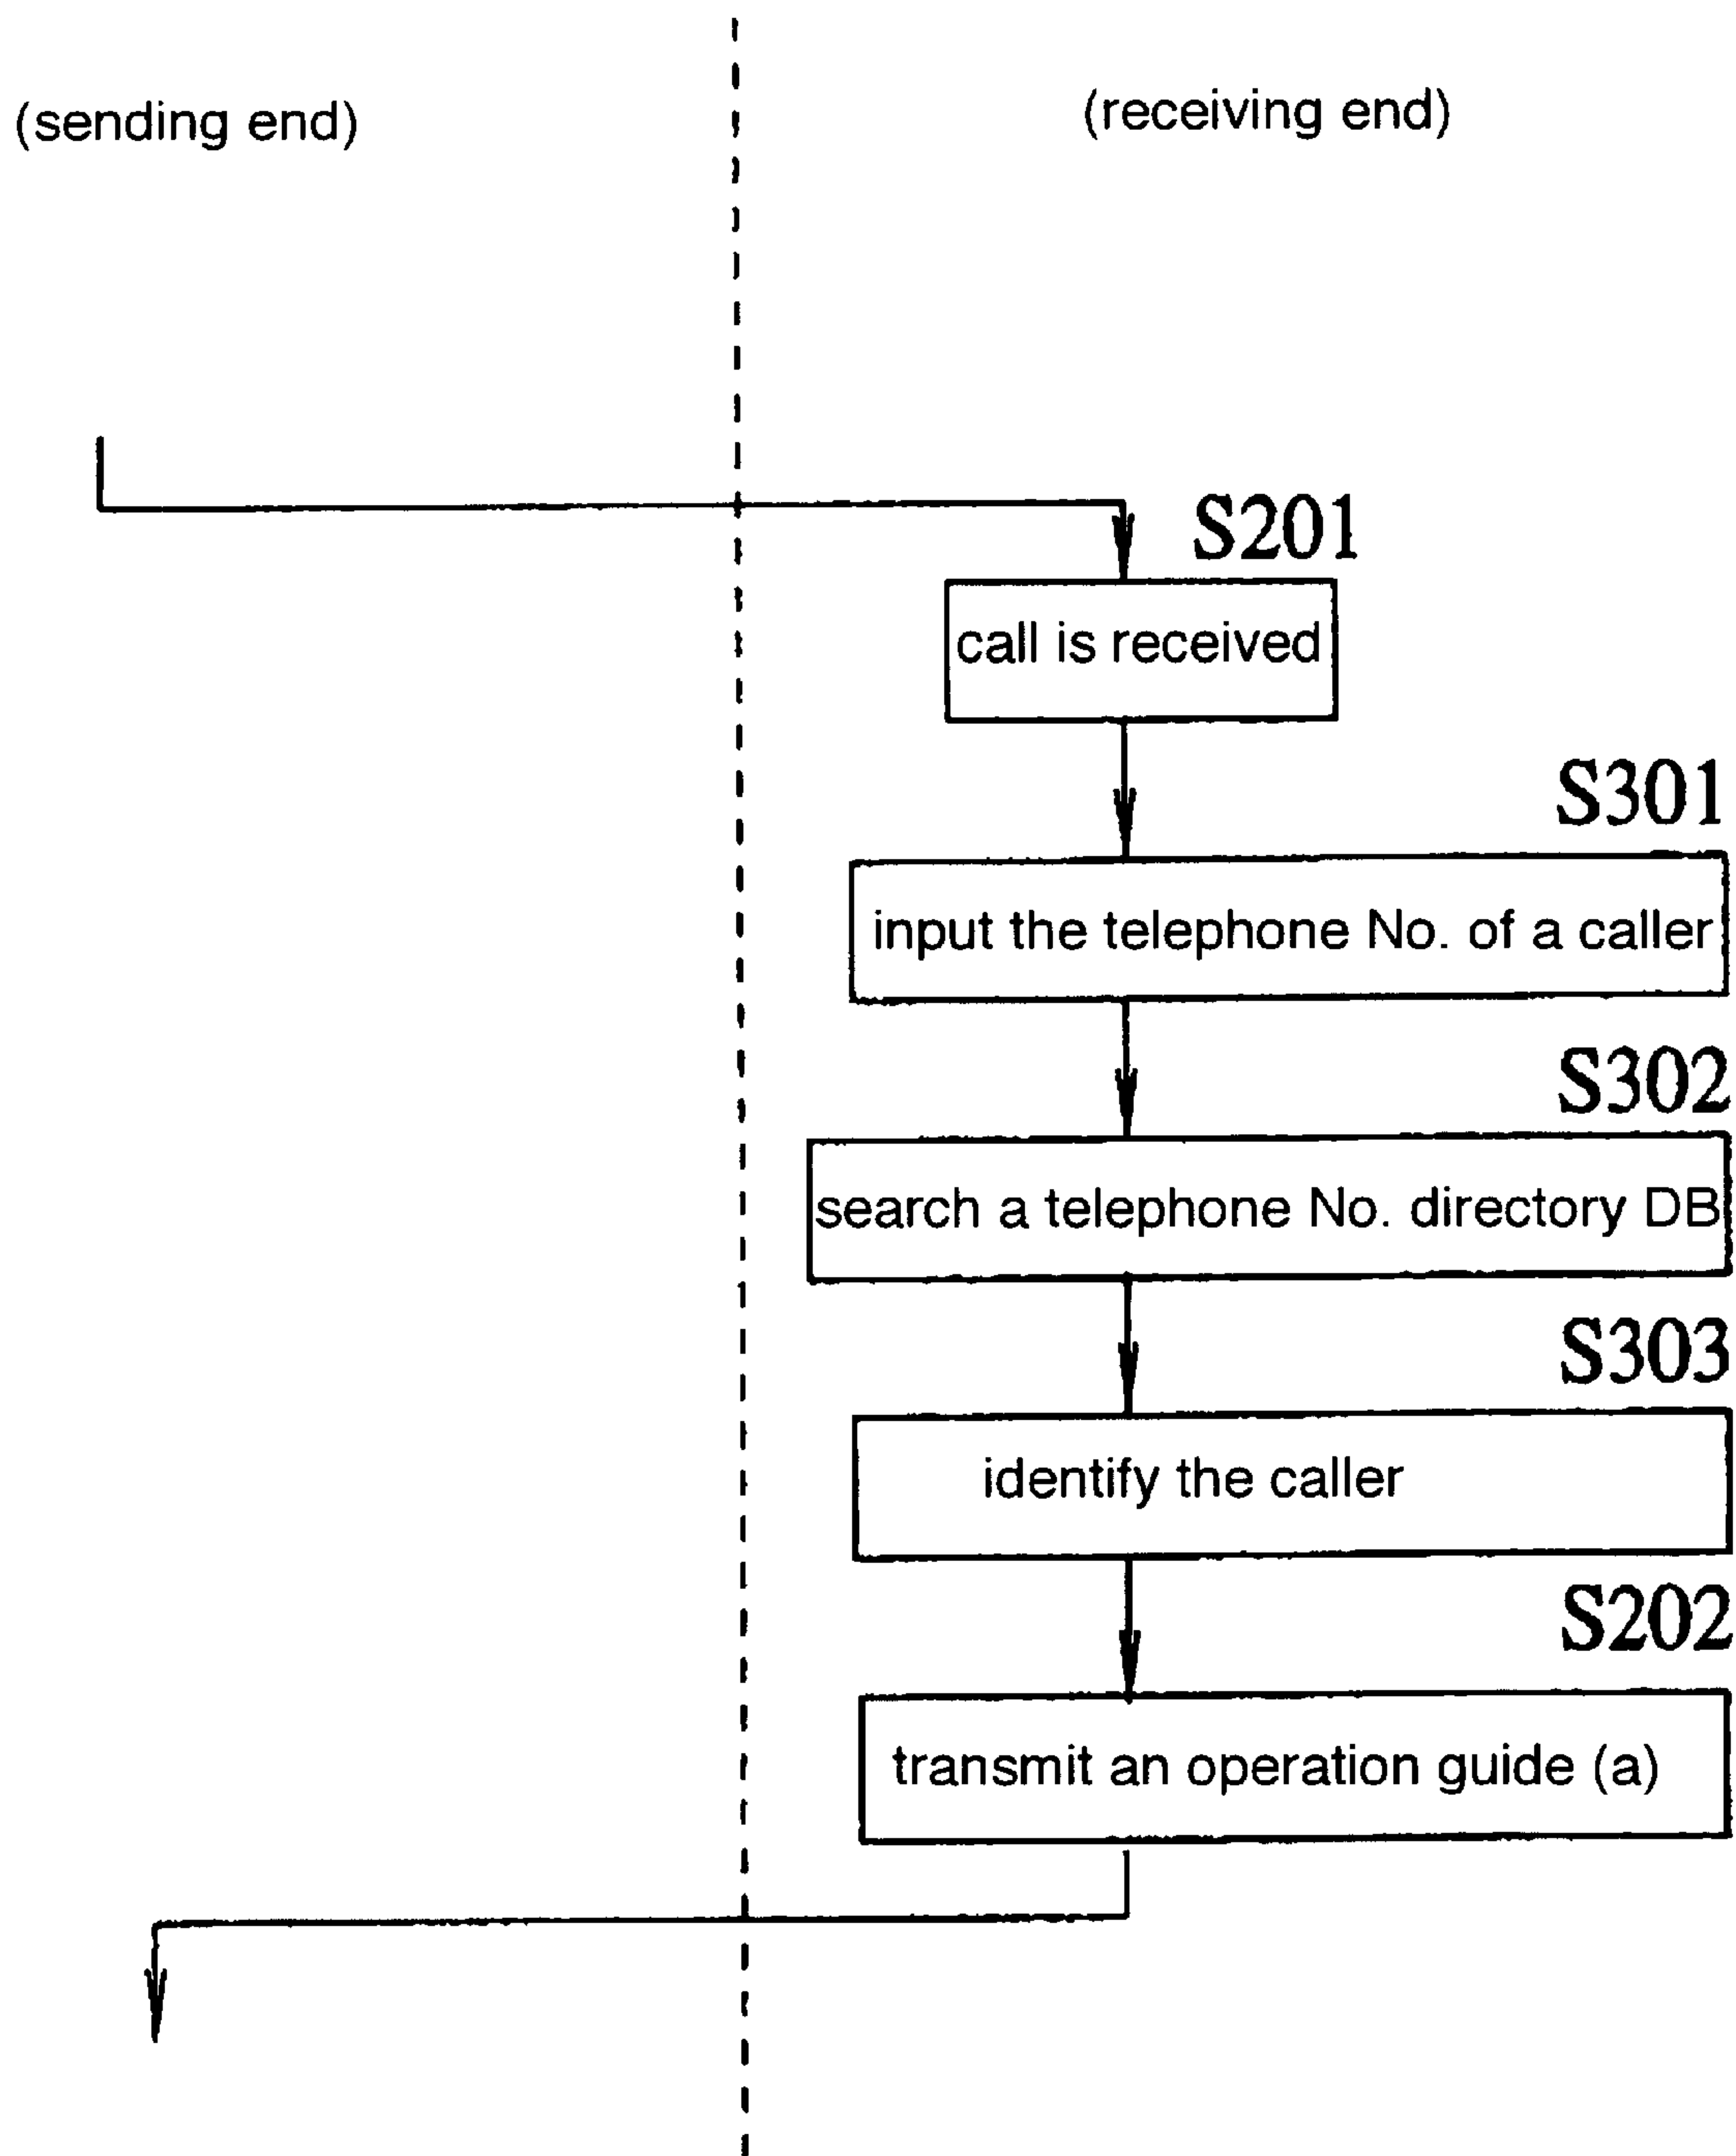 (sending end)
(receiving end)
S201
call is received
S301
input the telephone No. of a caller
S302
search a telephone No. directory DB
S303
identify the caller
S202
transmit an operation guide (a)